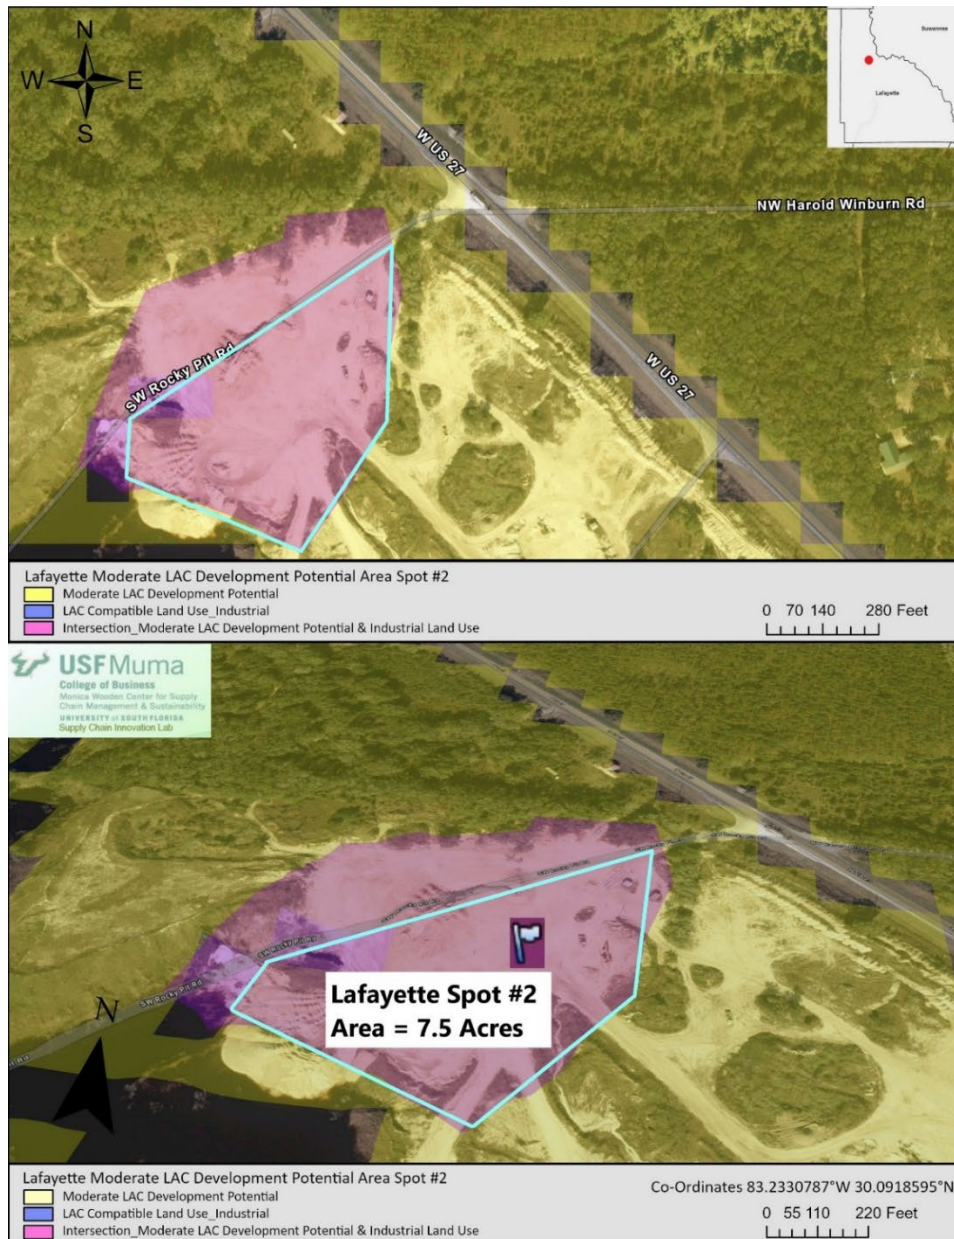 N
W E
S
Suwannee
Lafayette
W US 27
NW Harold Winburn Rd
SW Rocky Pit Rd
W US 27
Lafayette Moderate LAC Development Potential Area Spot #2
Moderate LAC Development Potential
LAC Compatible Land Use_Industrial
Intersection_Moderate LAC Development Potential & Industrial Land Use
0 70 140 280 Feet
USF Muma
College of Business
Monica Wooden Center for Supply
Chain Management & Sustainability
UNIVERSITY of SOUTH FLORIDA
Supply Chain Innovation Lab
SW Rocky Pit Rd
SW Rocky Pit Rd
Lafayette Spot #2
Area = 7.5 Acres
N
Lafayette Moderate LAC Development Potential Area Spot #2
Moderate LAC Development Potential
LAC Compatible Land Use_Industrial
Intersection_Moderate LAC Development Potential & Industrial Land Use
Co-Ordinates 83.2330787°W 30.0918595°N
0 55 110 220 Feet